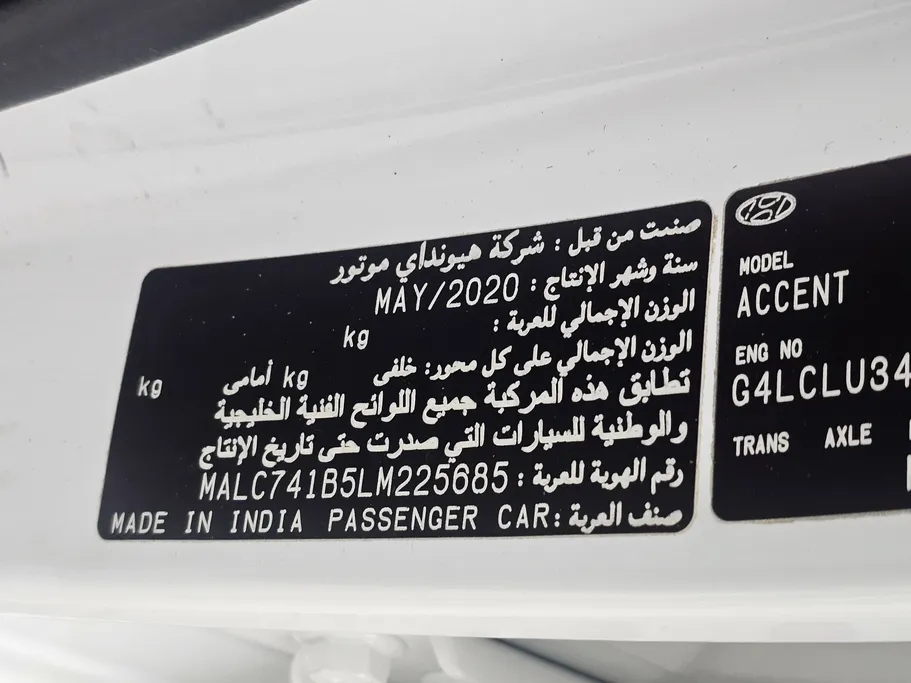 صنعت من قبل : شركة هيونداي موتور
سنة وشهر الإنتاج : MAY/2020
الوزن الإجمالي للعربة : kg
الوزن الإجمالي على كل محور: خلفى kg أمامى kg
تطابق هذه المركبة جميع اللوائح الفنية الخليجية
والوطنية للسيارات التي صدرت حتى تاريخ الإنتاج
رقم الهوية للعربة : MALC741B5LM225685
صنف العربة : PASSENGER CAR MADE IN INDIA
MODEL
ACCENT
ENG NO
G4LCLU34
TRANS AXLE